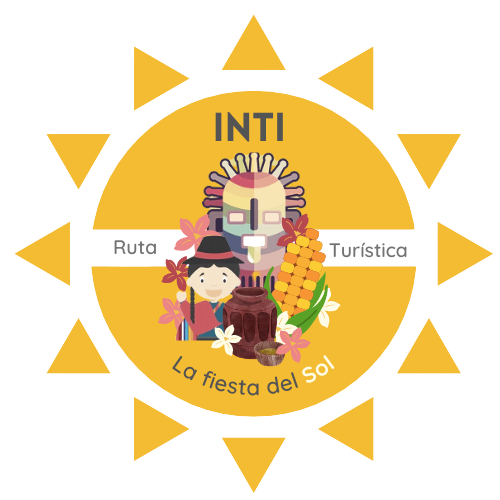 INTI
Ruta Turística
La fiesta del Sol